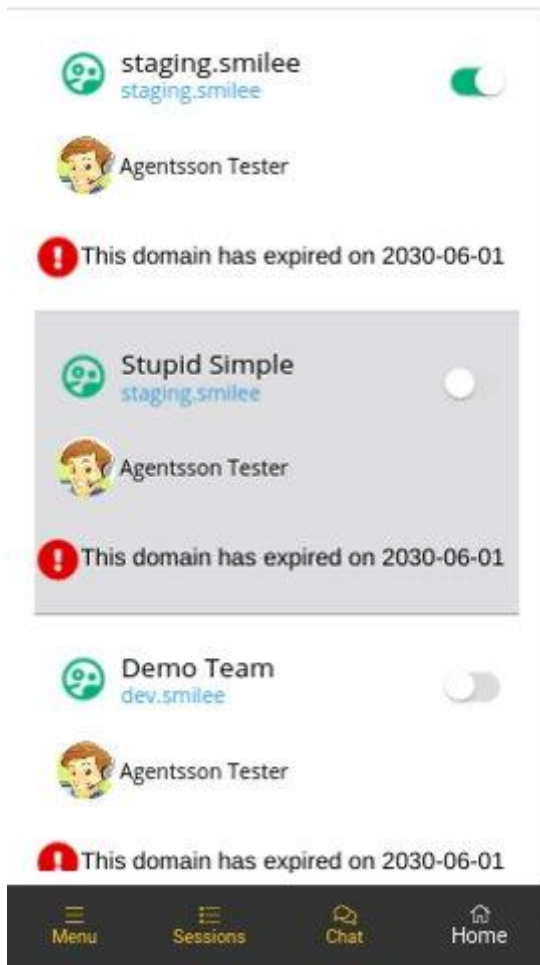 staging.smilee
staging.smilee
Agentsson Tester
This domain has expired on 2030-06-01
Stupid Simple
staging.smilee
Agentsson Tester
This domain has expired on 2030-06-01
Demo Team
dev.smilee
Agentsson Tester
This domain has expired on 2030-06-01
Menu Sessions Chat Home